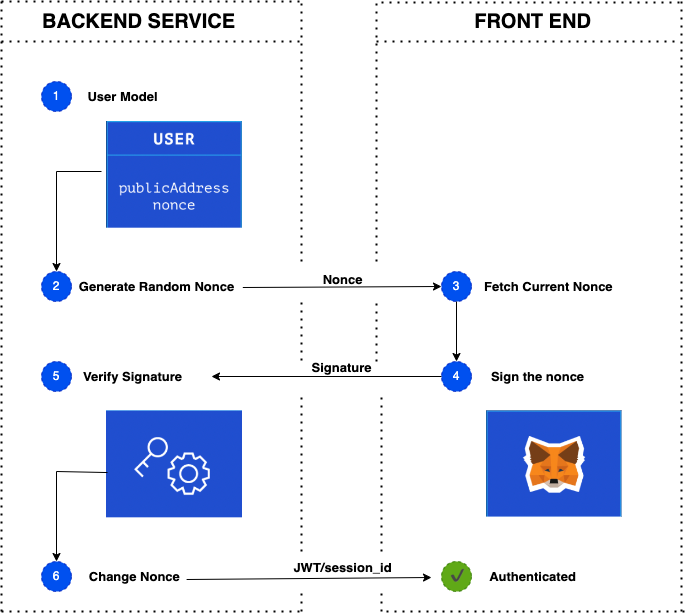 BACKEND SERVICE
FRONT END
1
User Model
USER
publicAddress
nonce
2
Generate Random Nonce
Nonce
3
Fetch Current Nonce
5
Verify Signature
Signature
4
Sign the nonce
6
Change Nonce
JWT/session_id
Authenticated